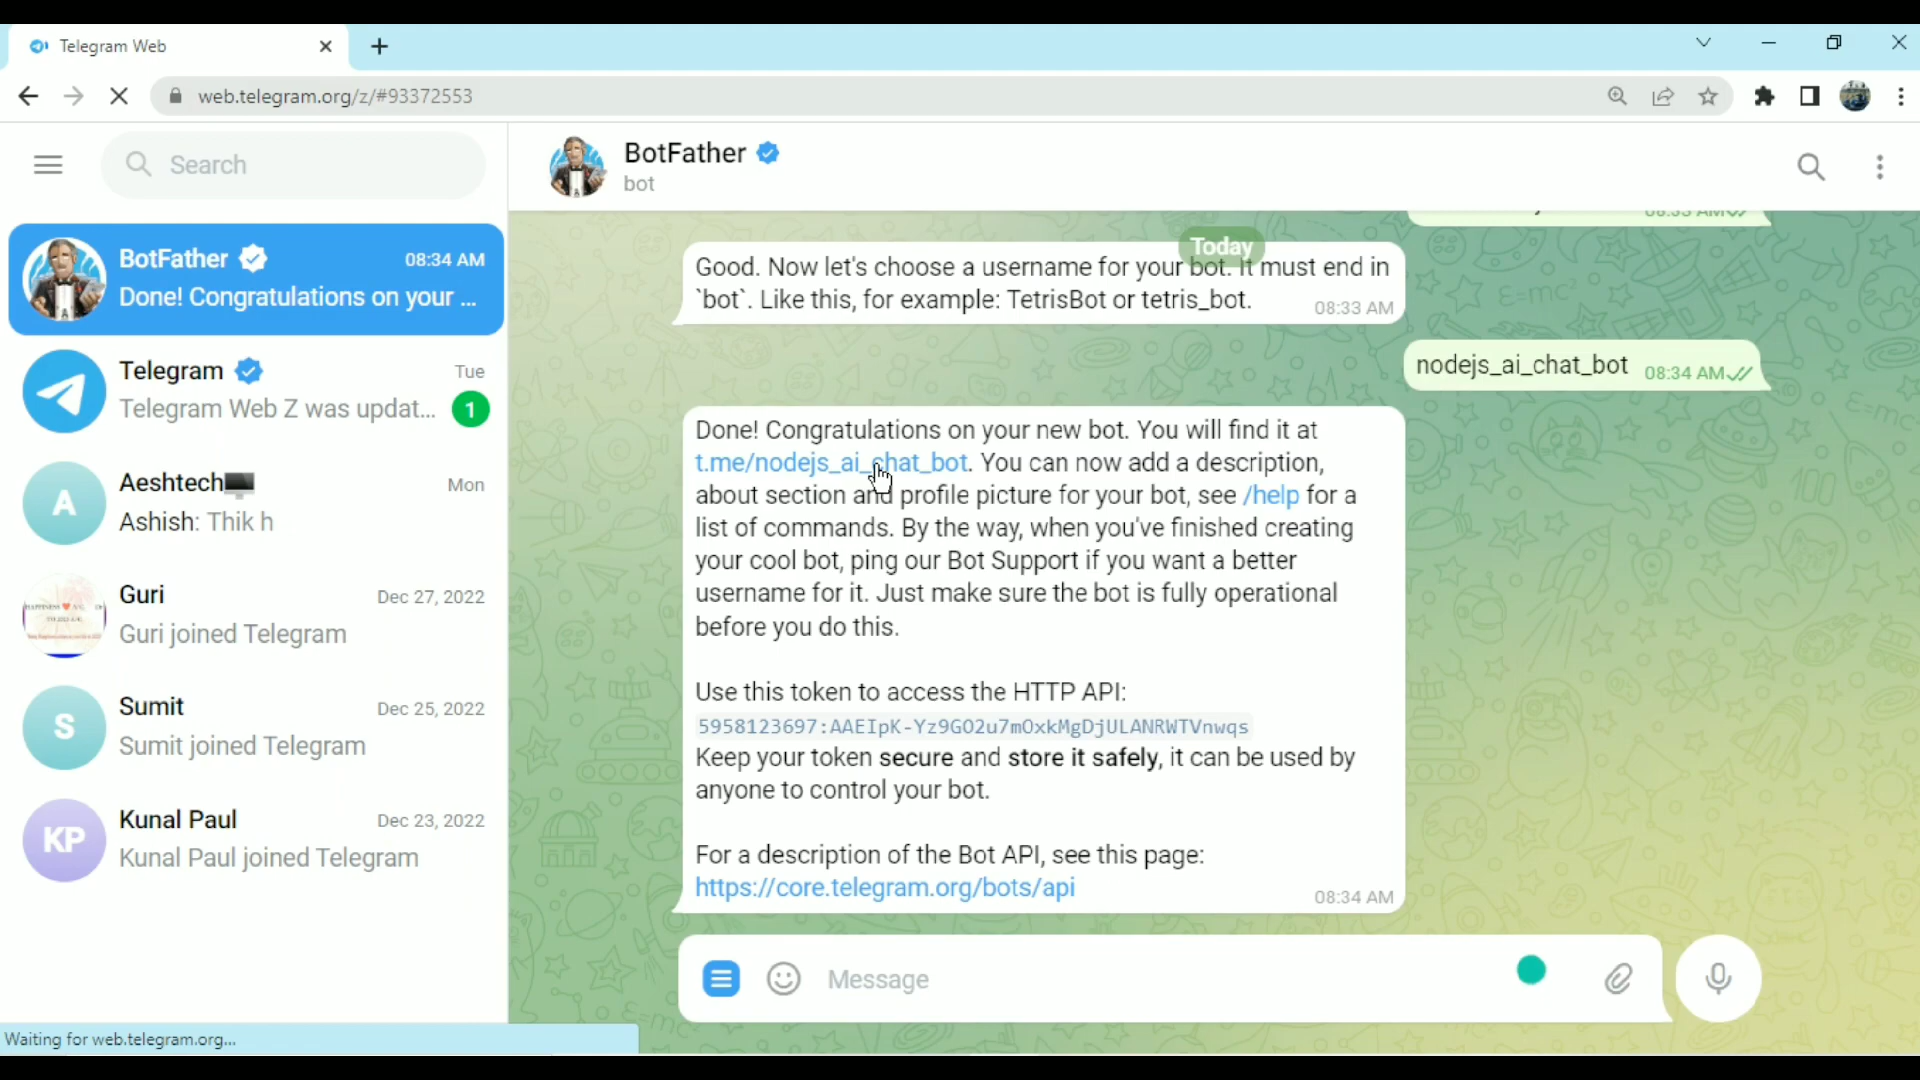 Telegram Web
web.telegram.org/z/#93372553
Search
BotFather
bot
BotFather 08:34 AM
Done! Congratulations on your ...
Telegram Tue
Telegram Web Z was updat... 1
A
Aeshtech Mon
Ashish: Thik h
Guri Dec 27, 2022
Guri joined Telegram
S
Sumit Dec 25, 2022
Sumit joined Telegram
KP
Kunal Paul Dec 23, 2022
Kunal Paul joined Telegram
08:33 AM
Today
Good. Now let's choose a username for your bot. It must end in
`bot`. Like this, for example: TetrisBot or tetris_bot.
08:33 AM
nodejs_ai_chat_bot 08:34 AM
Done! Congratulations on your new bot. You will find it at
t.me/nodejs_ai_chat_bot. You can now add a description,
about section and profile picture for your bot, see /help for a
list of commands. By the way, when you've finished creating
your cool bot, ping our Bot Support if you want a better
username for it. Just make sure the bot is fully operational
before you do this.
Use this token to access the HTTP API:
5958123697:AAEIpK-Yz9GO2u7mOxkMgDjULANRWTVnwqs
Keep your token secure and store it safely, it can be used by
anyone to control your bot.
For a description of the Bot API, see this page:
https://core.telegram.org/bots/api
08:34 AM
Message
Waiting for web.telegram.org...